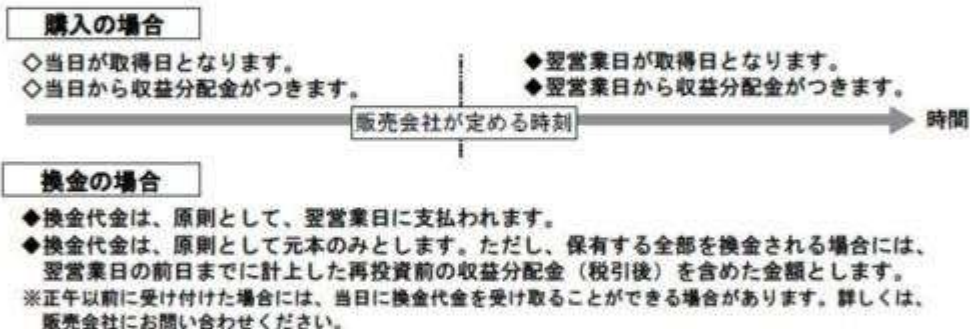 購入の場合
◇当日が取得日となります。
◇当日から収益分配金がつきます。
◆翌営業日が取得日となります。
◆翌営業日から収益分配金がつきます。
販売会社が定める時刻
時間
換金の場合
◆換金代金は、原則として、翌営業日に支払われます。
◆換金代金は、原則として元本のみとします。ただし、保有する全部を換金される場合には、
翌営業日の前日までに計上した再投資前の収益分配金（税引後）を含めた金額とします。
※正午以前に受け付けた場合には、当日に換金代金を受け取ることができる場合があります。詳しくは、
販売会社にお問い合わせください。